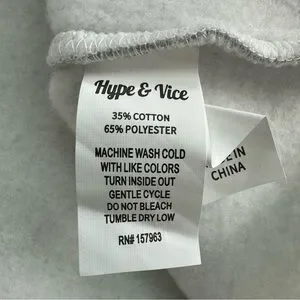 Hype & Vice
35% COTTON
65% POLYESTER
MACHINE WASH COLD
WITH LIKE COLORS
TURN INSIDE OUT
GENTLE CYCLE
DO NOT BLEACH
TUMBLE DRY LOW
RN# 157963
IN
CHINA